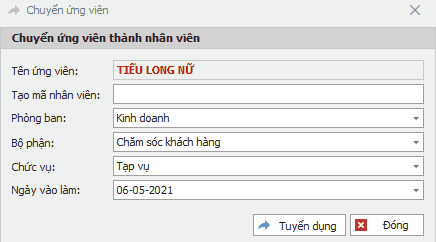 Chuyển ứng viên
Chuyển ứng viên thành nhân viên
Tên ứng viên: TIỂU LONG NỮ
Tạo mã nhân viên:
Phòng ban: Kinh doanh
Bộ phận: Chăm sóc khách hàng
Chức vụ: Tạp vụ
Ngày vào làm: 06-05-2021
Tuyển dụng Đóng